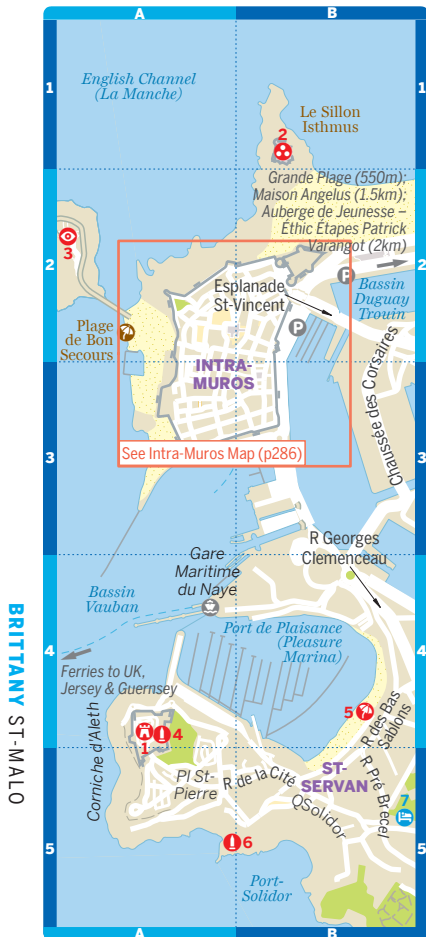 A
B
1
1
English Channel
(La Manche)
Le Sillon
Isthmus
2
Grande Plage (550m);
Maison Angelus (1.5km);
Auberge de Jeunesse –
Éthic Étapes Patrick
Varangot (2km)
3
2
2
P
Esplanade
St-Vincent
Bassin
Duguay
Trouin
P
Plage
de Bon
Secours
INTRA-
MUROS
Chaussée des Corsaires
3
3
See Intra-Muros Map (p286)
R Georges
Clemenceau
Gare
Maritime
du Naye
Bassin
Vauban
Port de Plaisance
(Pleasure
Marina)
4
4
Ferries to UK,
Jersey & Guernsey
5
R des Bas
Sablons
1
4
Corniche d'Aleth
ST-
SERVAN
Pl St-
Pierre
R de la Cité
QSolidor
R Pré Brécel
7
6
5
5
Port-
Solidor
A
B
BRITTANY ST-MALO